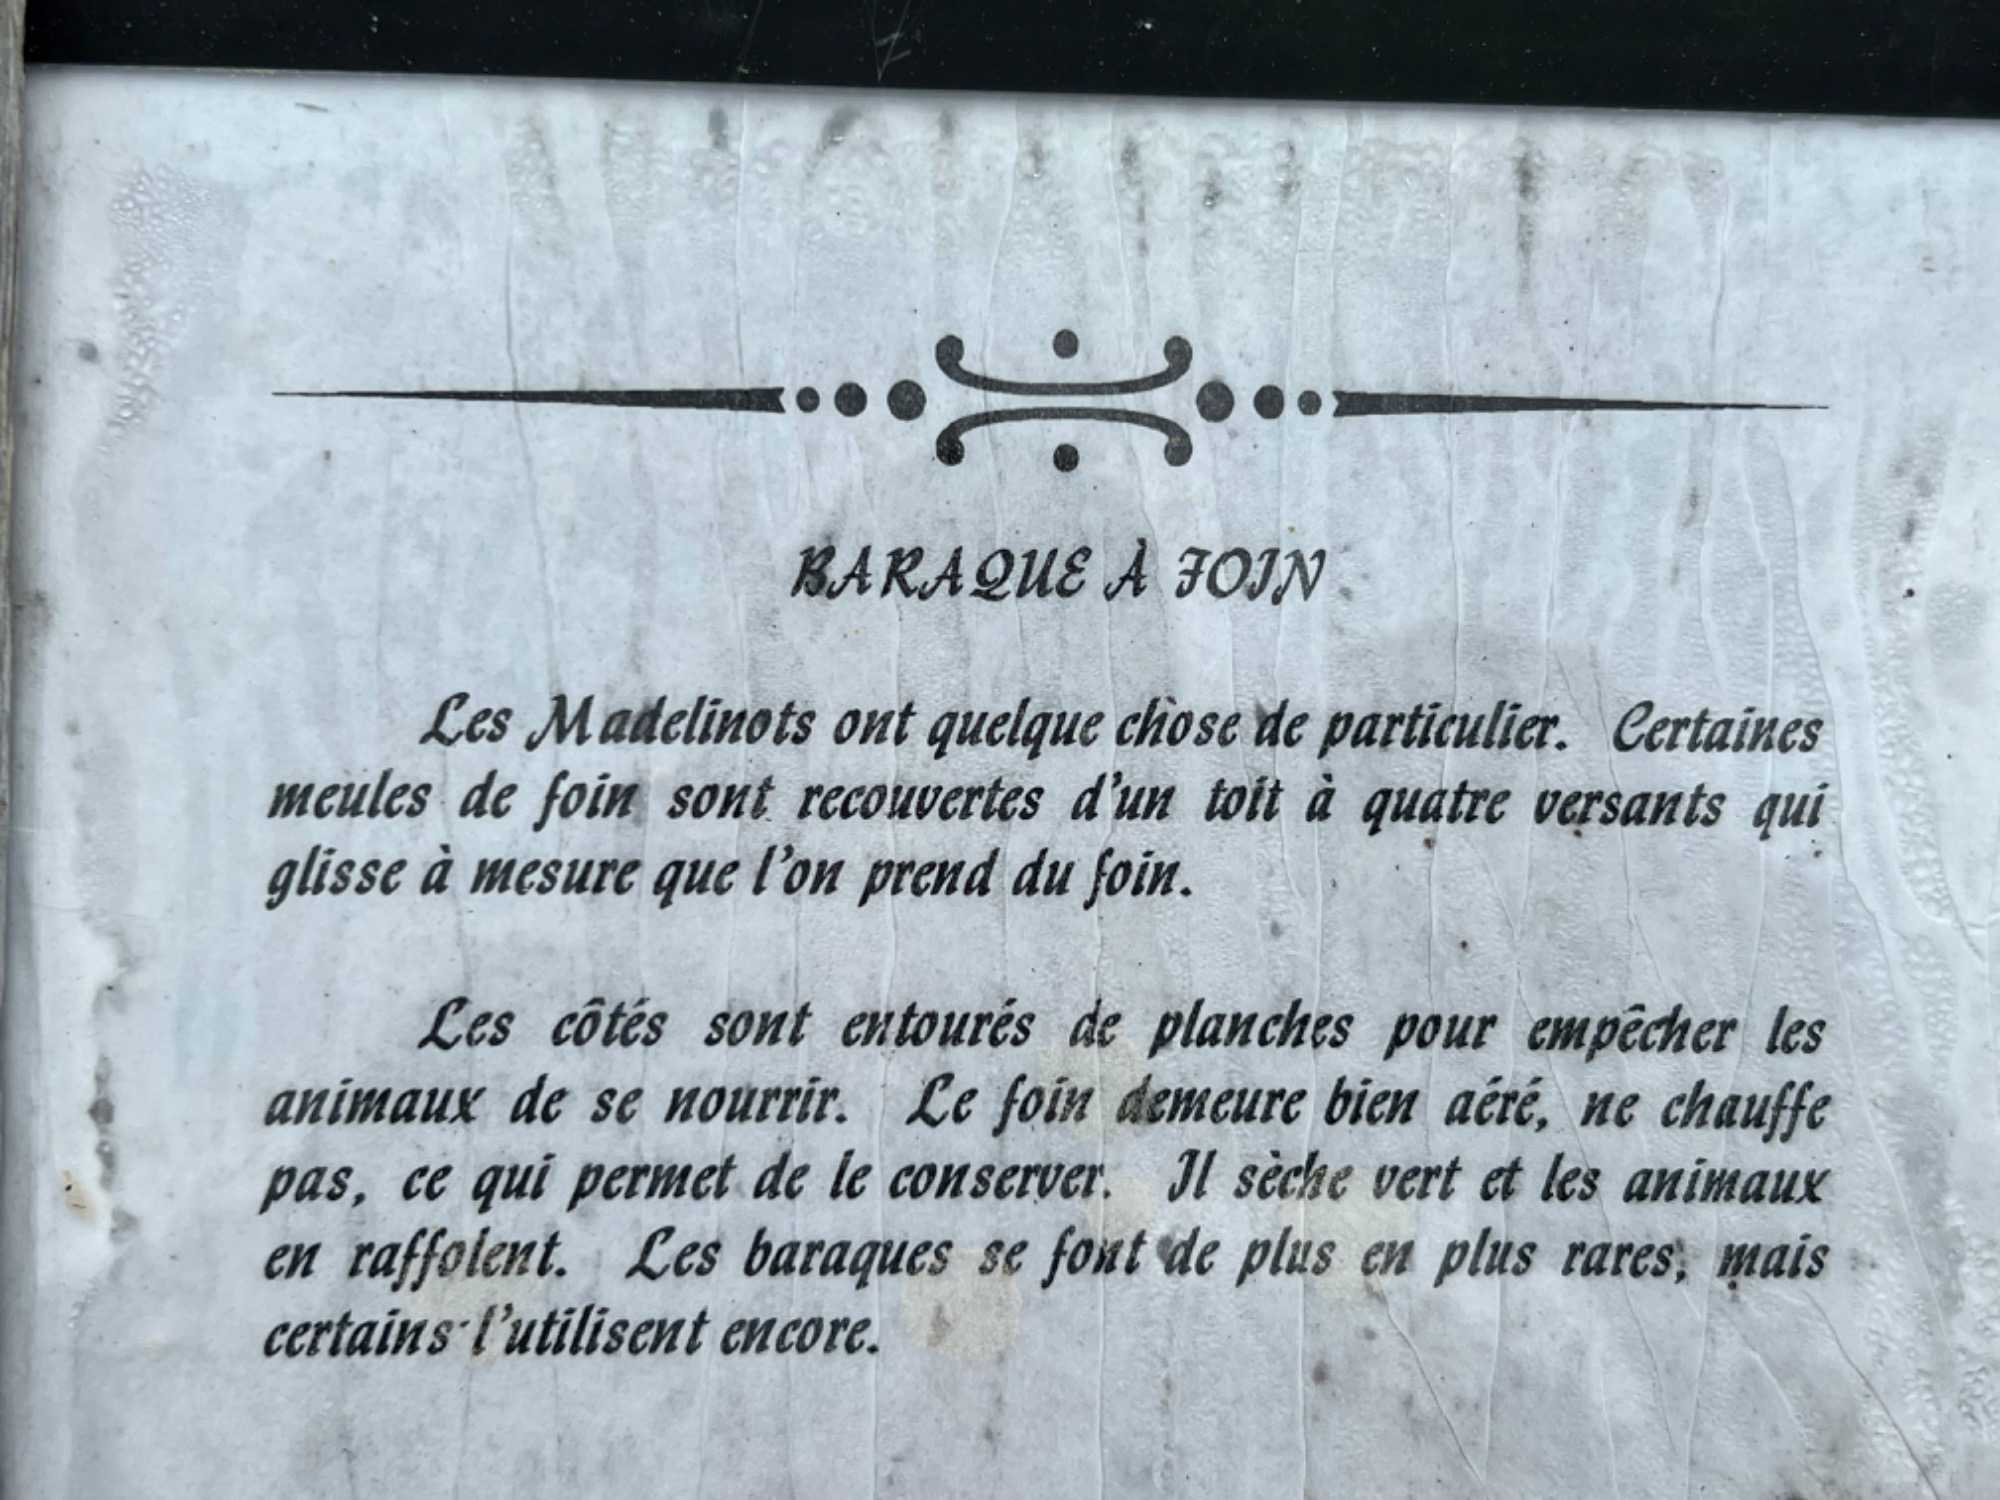 BARAQUE À FOIN
Les Madelinots ont quelque chose de particulier. Certaines
meules de foin sont recouvertes d'un toit à quatre versants qui
glisse à mesure que l'on prend du foin.
Les côtés sont entourés de planches pour empêcher les
animaux de se nourrir. Le foin demeure bien aéré, ne chauffe
pas, ce qui permet de le conserver. Il sèche vert et les animaux
en raffolent. Les baraques se font de plus en plus rares, mais
certains l'utilisent encore.